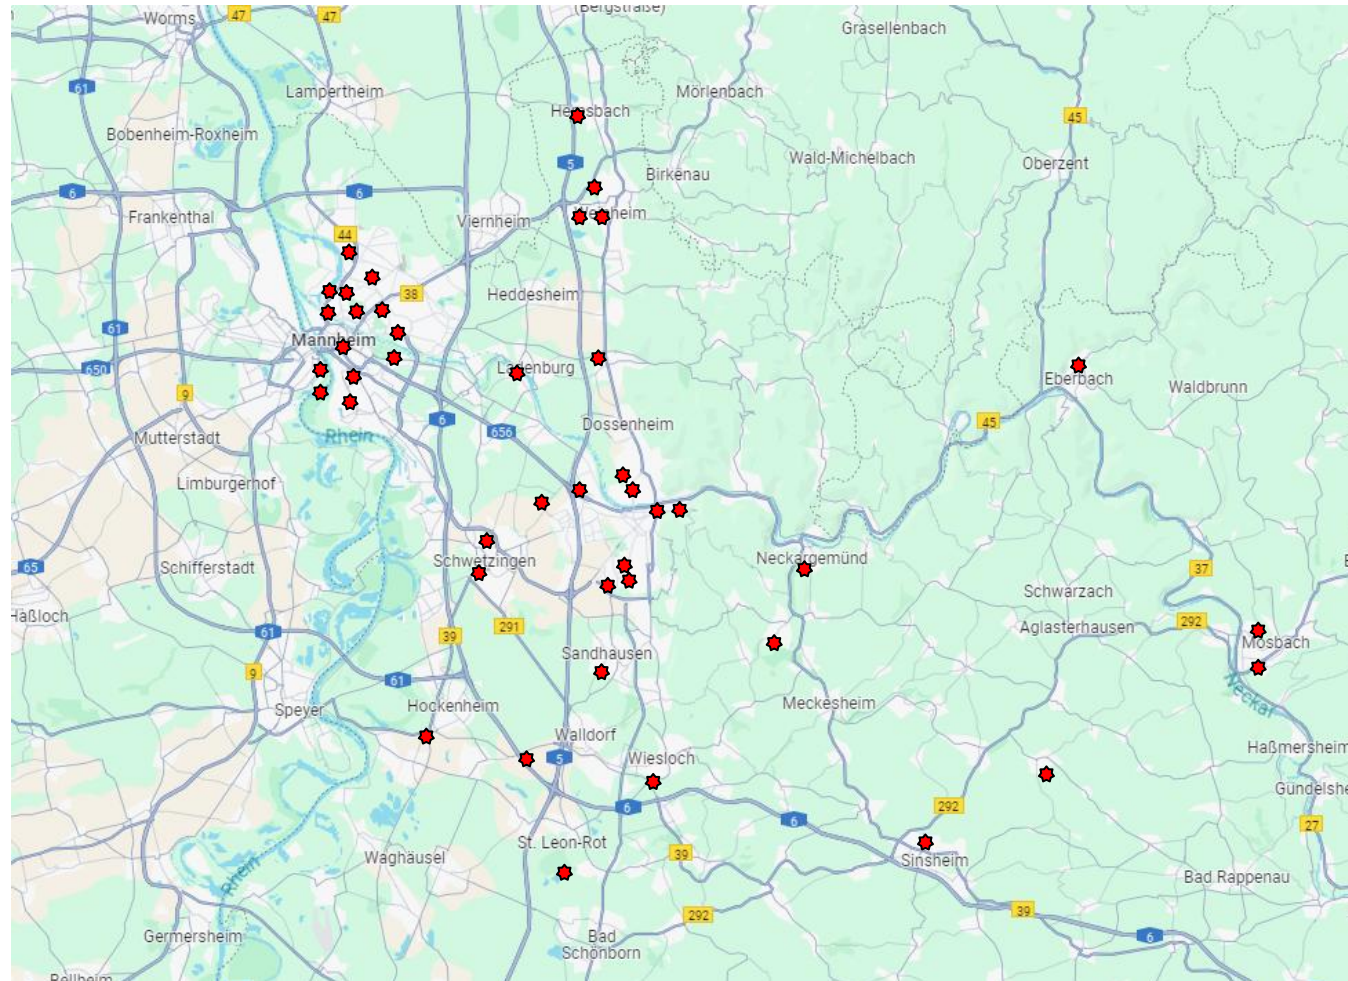 (Bergstraße)
Worms
47
47
Grasellenbach
61
Lampertheim
Mörlenbach
Hemsbach
45
Bobenheim-Roxheim
5
Wald-Michelbach
Oberzent
Birkenau
6
6
Frankenthal
Viernheim
Weinheim
44
Heddesheim
38
61
Mannheim
650
Ladenburg
Eberbach
Waldbrunn
9
6
656
Dossenheim
45
Mutterstadt
Rhein
Limburgerhof
Schwetzingen
Neckargemünd
65
Schifferstadt
37
Schwarzach
Haßloch
291
292
61
39
Aglasterhausen
Mosbach
Sandhausen
9
61
Neckar
Speyer
Hockenheim
Meckesheim
Walldorf
Haßmersheim
5
Wiesloch
Gundelshe
6
292
6
27
St. Leon-Rot
39
Waghäusel
Sinsheim
Rhein
Bad Rappenau
39
292
Germersheim
Bad
Schönborn
6
Bellheim